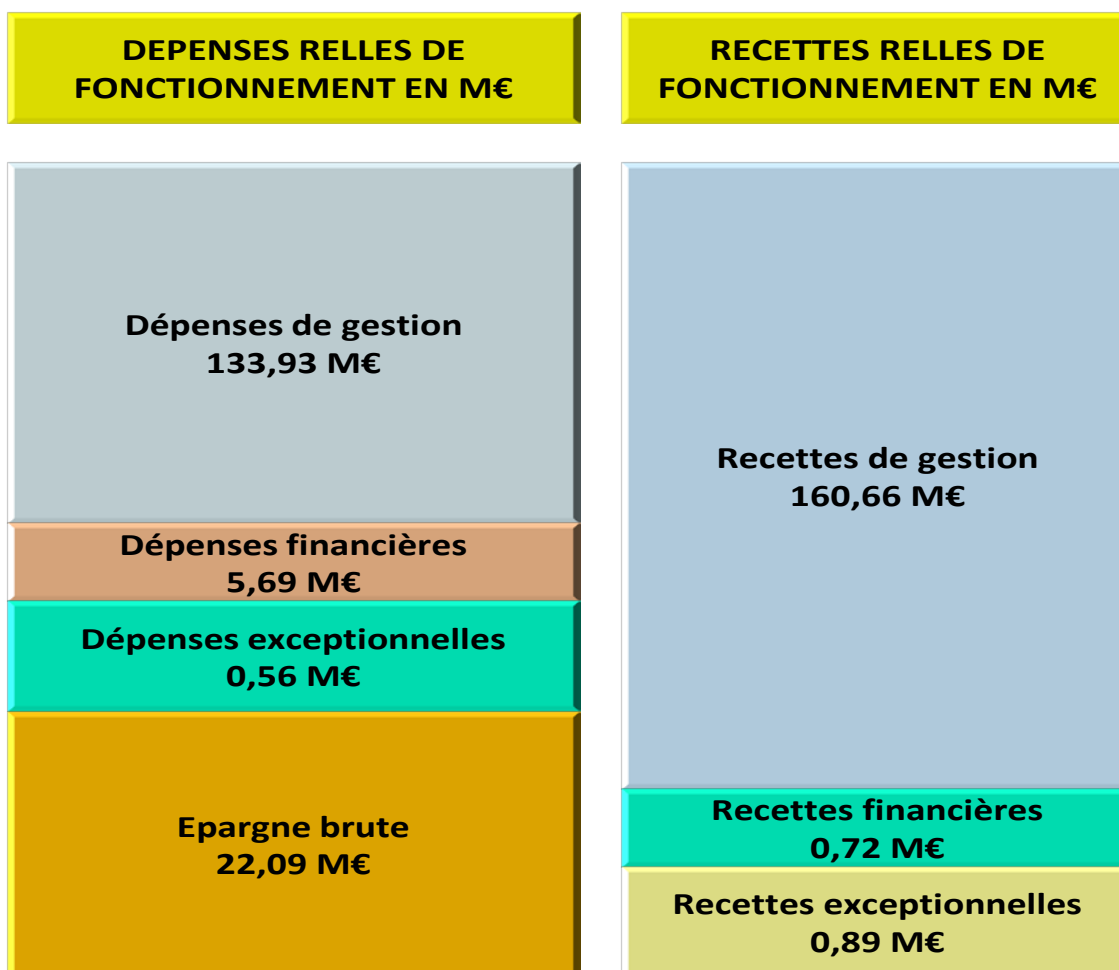 DEPENSES RELLES DE
FONCTIONNEMENT EN M€
Dépenses de gestion
133,93 M€
Dépenses financières
5,69 M€
Dépenses exceptionnelles
0,56 M€
Epargne brute
22,09 M€
RECETTES RELLES DE
FONCTIONNEMENT EN M€
Recettes de gestion
160,66 M€
Recettes financières
0,72 M€
Recettes exceptionnelles
0,89 M€